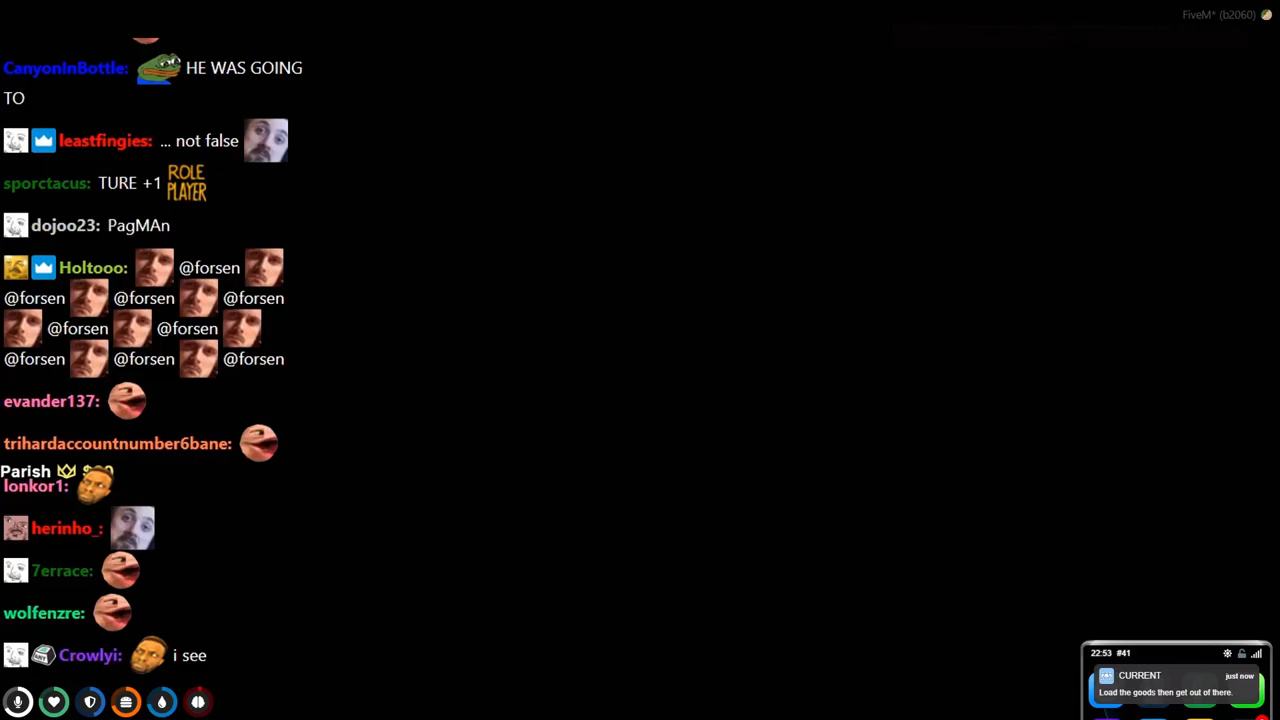 FiveM* (b2060)
CanyonInBottle: HE WAS GOING
TO
leastfingies: ... not false
sporctacus: TURE +1 ROLE PLAYER
dojoo23: PagMAn
Holtooo: @forsen
@forsen @forsen @forsen
@forsen @forsen
@forsen @forsen @forsen
evander137:
trihardaccountnumber6bane:
Parish
lonkor1:
herinho_:
7errace:
wolfenzre:
Crowlyi: i see
22:53 #41
CURRENT just now
Load the goods then get out of there.